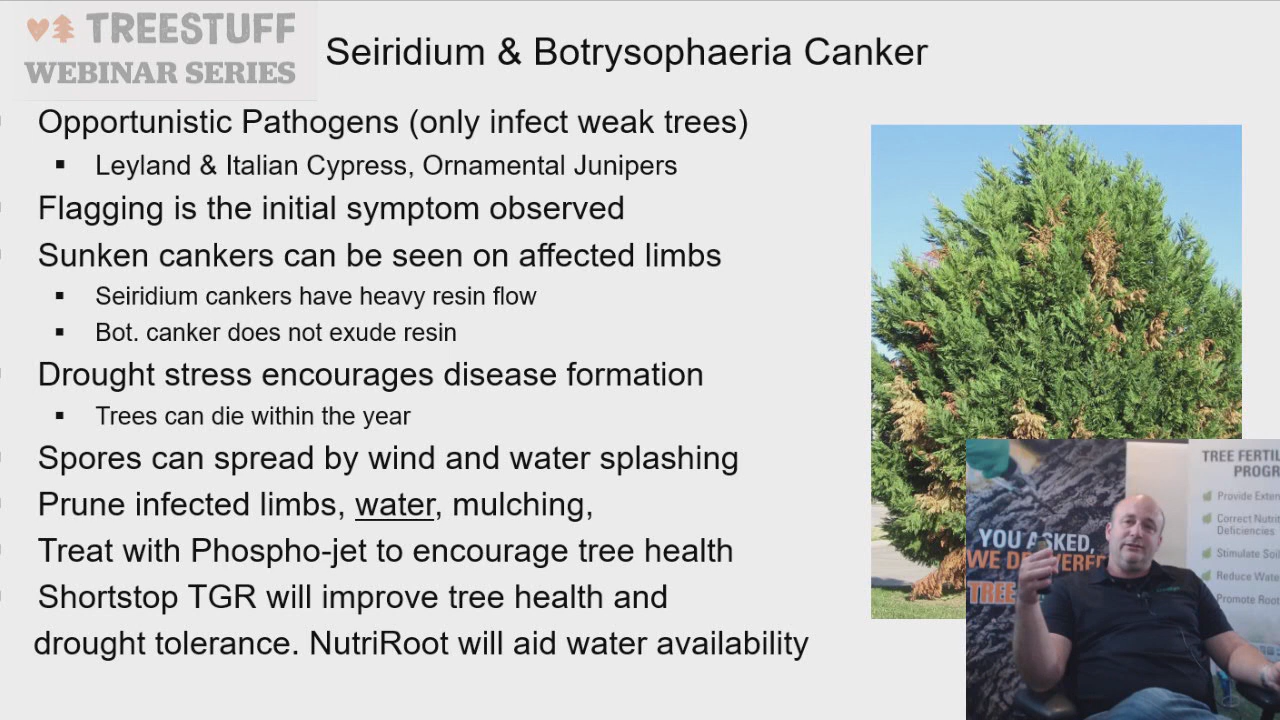 TREESTUFF
WEBINAR SERIES
Seiridium & Botrysophaeria Canker
Opportunistic Pathogens (only infect weak trees)
▪ Leyland & Italian Cypress, Ornamental Junipers
Flagging is the initial symptom observed
Sunken cankers can be seen on affected limbs
▪ Seiridium cankers have heavy resin flow
▪ Bot. canker does not exude resin
Drought stress encourages disease formation
▪ Trees can die within the year
Spores can spread by wind and water splashing
Prune infected limbs, water, mulching,
Treat with Phospho-jet to encourage tree health
Shortstop TGR will improve tree health and
drought tolerance. NutriRoot will aid water availability
YOU ASKED,
WE DELIVERED
TREE
TREE FERTIL
PROGR
Provide Exten
Correct Nutri
Deficiencies
Stimulate Soil
Reduce Wate
Promote Root